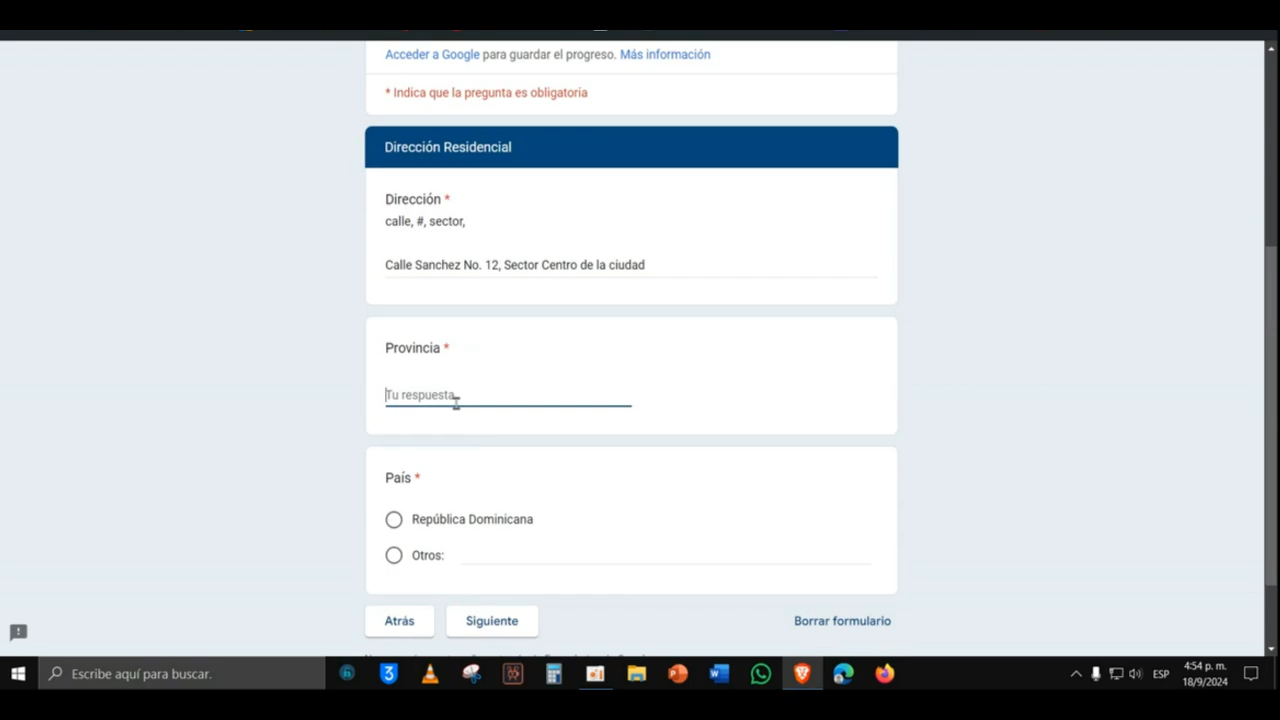 Acceder a Google para guardar el progreso. Más información
* Indica que la pregunta es obligatoria
Dirección Residencial
Dirección *
calle, #, sector,
Calle Sanchez No. 12, Sector Centro de la ciudad
Provincia *
Tu respuesta
País *
República Dominicana
Otros:
Atrás Siguiente Borrar formulario
Escribe aquí para buscar.
ESP
4:54 p. m.
18/9/2024